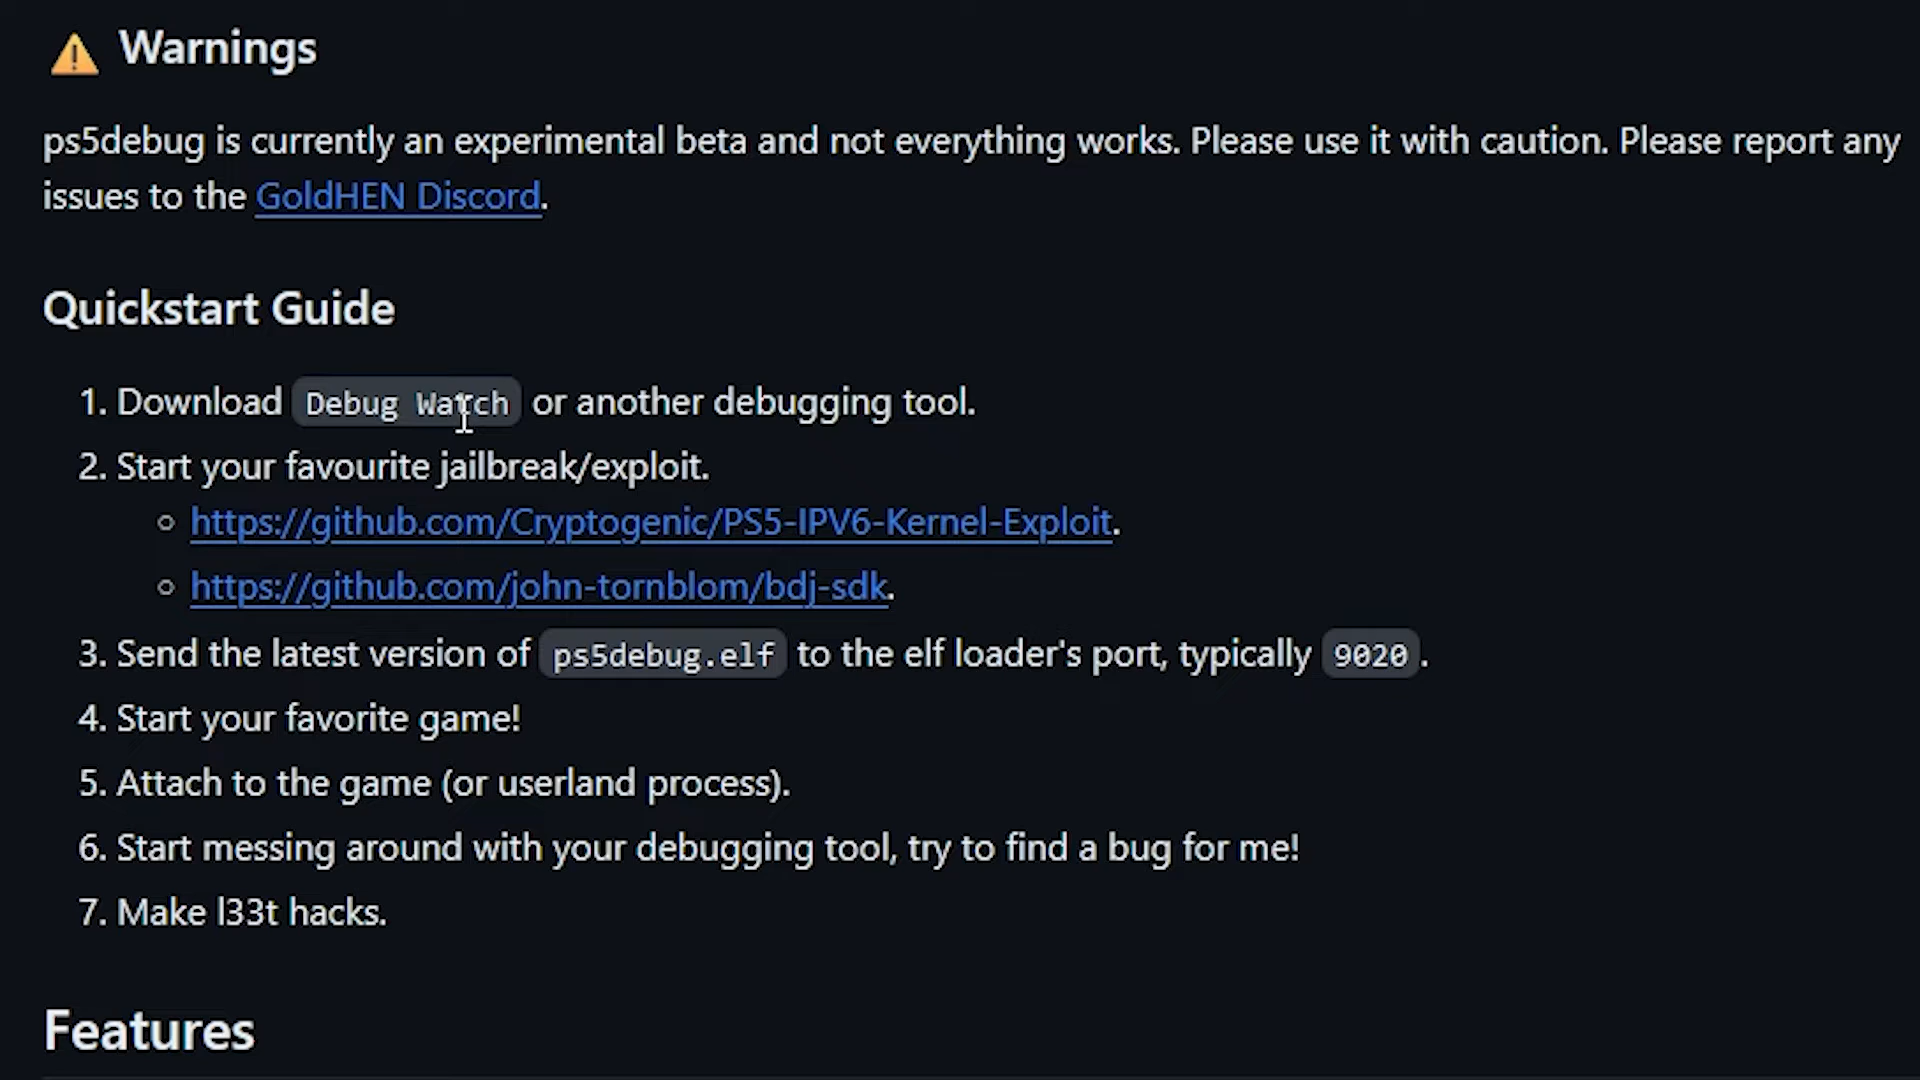 ⚠ Warnings
ps5debug is currently an experimental beta and not everything works. Please use it with caution. Please report any
issues to the GoldHEN Discord.
Quickstart Guide
1. Download Debug Watch or another debugging tool.
2. Start your favourite jailbreak/exploit.
○ https://github.com/Cryptogenic/PS5-IPV6-Kernel-Exploit.
○ https://github.com/john-tornblom/bdj-sdk.
3. Send the latest version of ps5debug.elf to the elf loader's port, typically 9020.
4. Start your favorite game!
5. Attach to the game (or userland process).
6. Start messing around with your debugging tool, try to find a bug for me!
7. Make l33t hacks.
Features